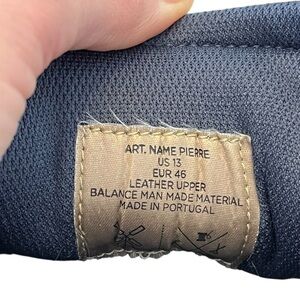 ART. NAME PIERRE
US 13
EUR 46
LEATHER UPPER
BALANCE MAN MADE MATERIAL
MADE IN PORTUGAL